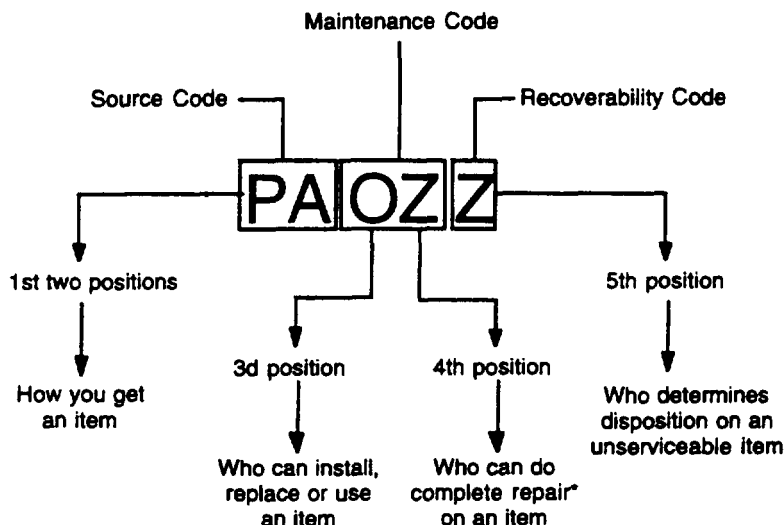 Maintenance Code
Source Code
Recoverability Code
PA OZ Z
1st two positions
How you get
an item
3d position
Who can install,
replace or use
an item
4th position
Who can do
complete repair*
on an item
5th position
Who determines
disposition on an
unserviceable item